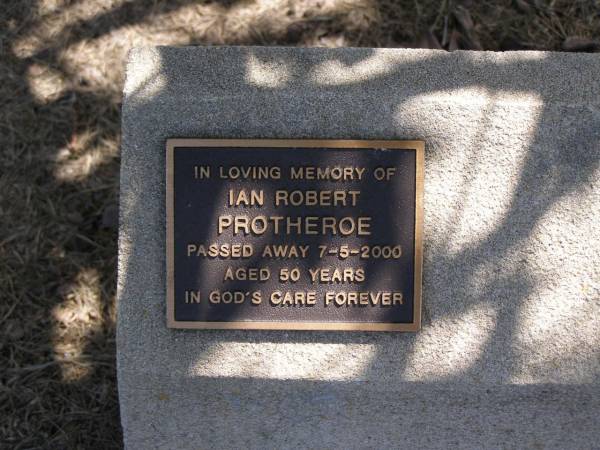 IN LOVING MEMORY OF
IAN ROBERT
PROTHEROE
PASSED AWAY 7-5-2000
AGED 50 YEARS
IN GOD'S CARE FOREVER